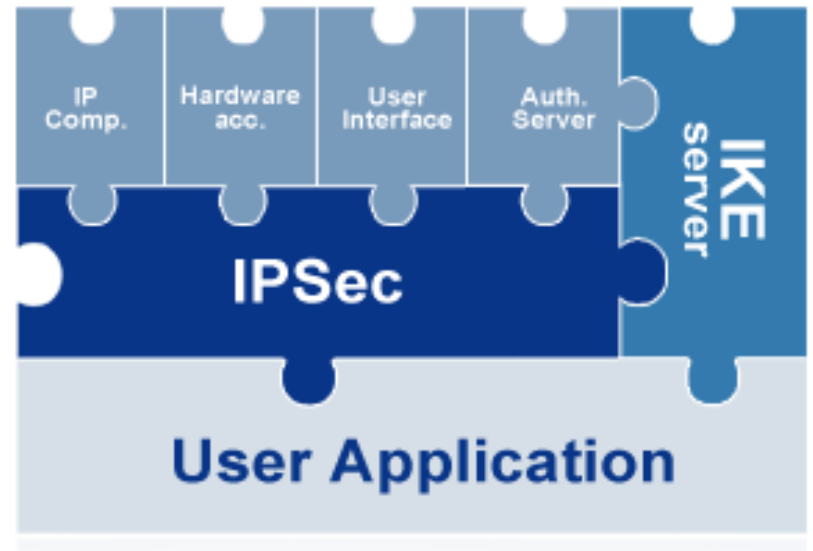 IP
Comp.
Hardware
acc.
User
Interface
Auth.
Server
IKE
server
IPSec
User Application